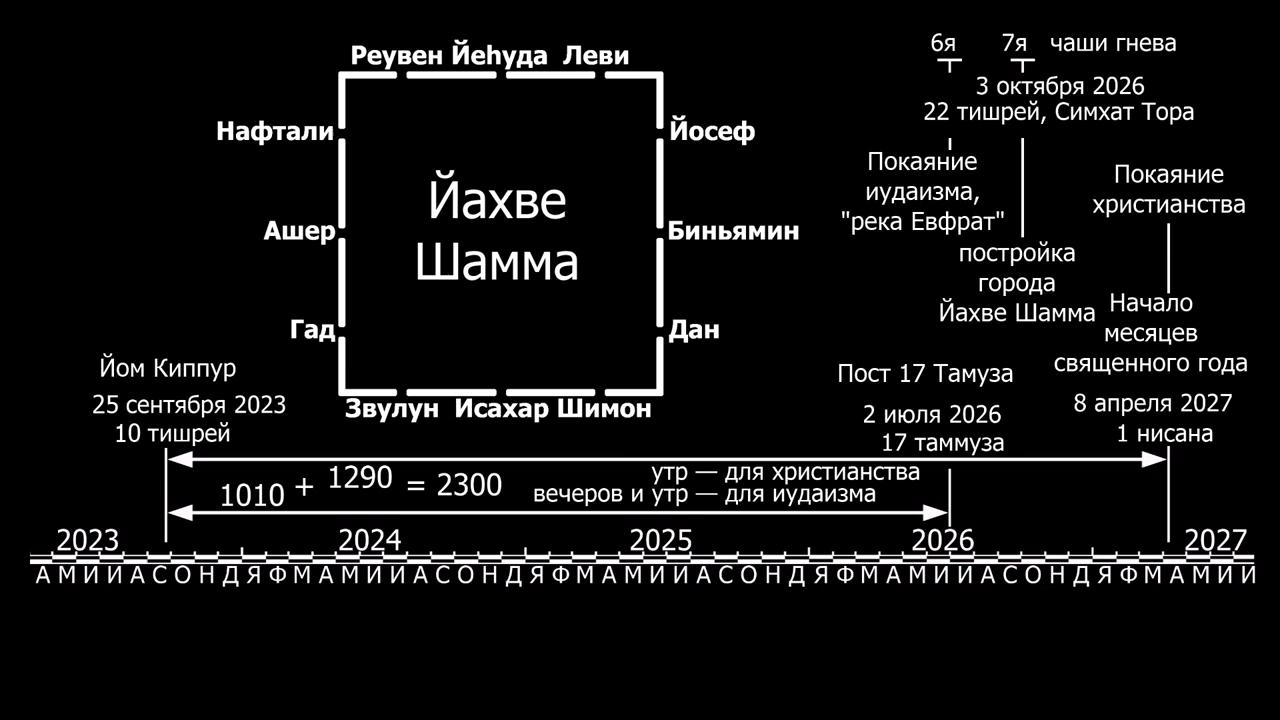 Реувен Йеhуда Леви
Нафтали
Йосеф
Ашер
Биньямин
Гад
Дан
Йахве
Шамма
Звулун Исахар Шимон
6я 7я чаши гнева
3 октября 2026
22 тишрей, Симхат Тора
Покаяние
иудаизма,
"река Евфрат"
Покаяние
христианства
постройка
города
Йахве Шамма
Начало
месяцев
священного года
Йом Киппур
25 сентября 2023
10 тишрей
Пост 17 Тамуза
2 июля 2026
17 таммуза
8 апреля 2027
1 нисана
утр — для христианства
1010 + 1290 = 2300
вечеров и утр — для иудаизма
2023 2024 2025 2026 2027
А М И И А С О Н Д Я Ф М А М И И А С О Н Д Я Ф М А М И И А С О Н Д Я Ф М А М И И А С О Н Д Я Ф М А М И И